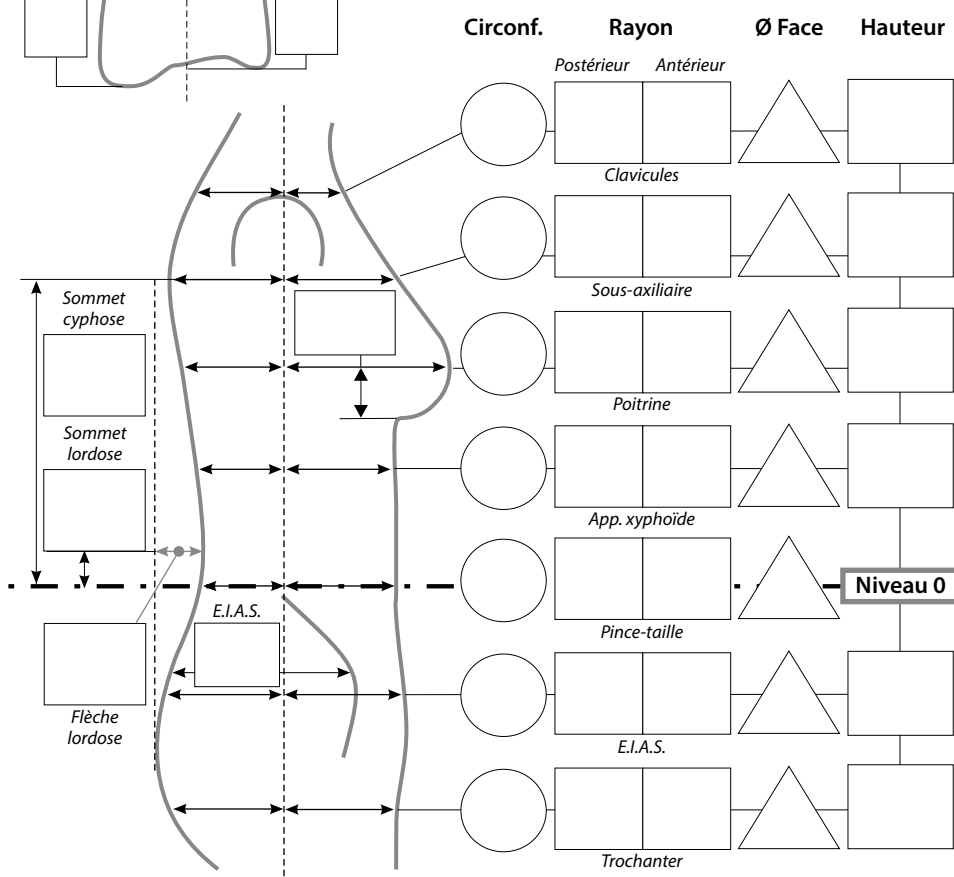 Circonf. Rayon Ø Face Hauteur
Postérieur Antérieur
Clavicules
Sous-axiliaire
Sommet
cyphose
Poitrine
Sommet
lordose
App. xyphoïde
Niveau 0
E.I.A.S.
Pince-taille
Flèche
lordose
E.I.A.S.
Trochanter